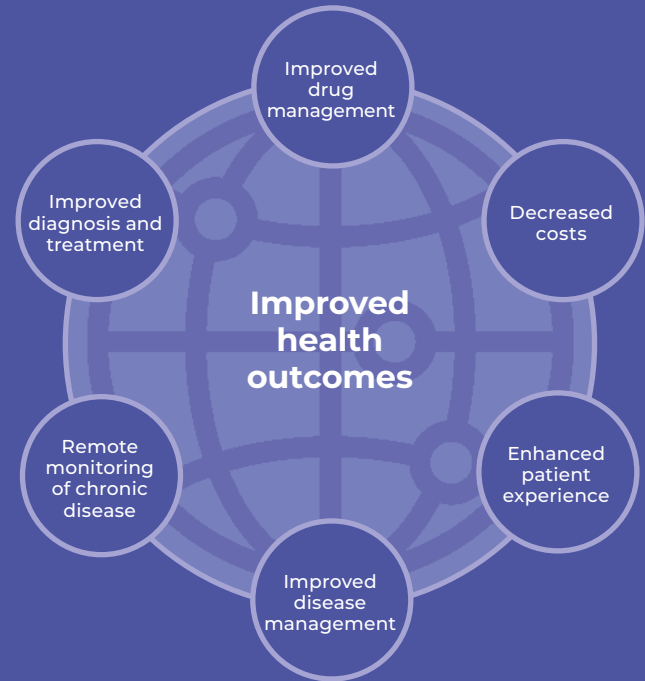 Improved
drug
management
Improved
diagnosis and
treatment
Decreased
costs
Improved
health
outcomes
Remote
monitoring
of chronic
disease
Enhanced
patient
experience
Improved
disease
management